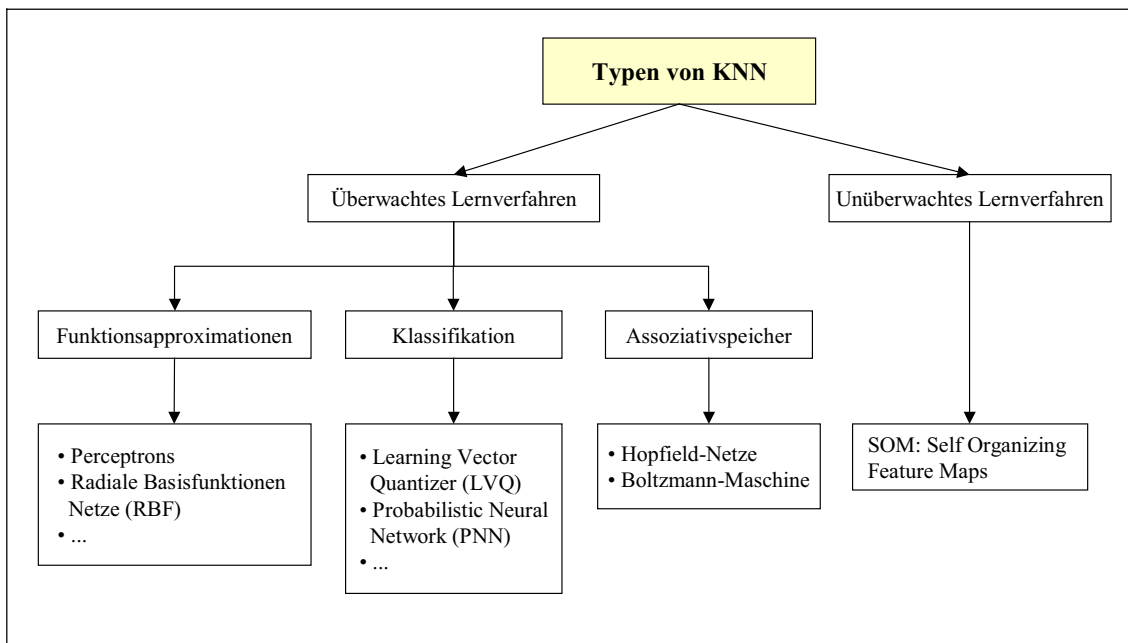 Typen von KNN
Überwachtes Lernverfahren
Unüberwachtes Lernverfahren
Funktionsapproximationen
Klassifikation
Assoziativspeicher
• Perceptrons
• Radiale Basisfunktionen
Netze (RBF)
• ...
• Learning Vector
Quantizer (LVQ)
• Probabilistic Neural
Network (PNN)
• ...
• Hopfield-Netze
• Boltzmann-Maschine
SOM: Self Organizing
Feature Maps